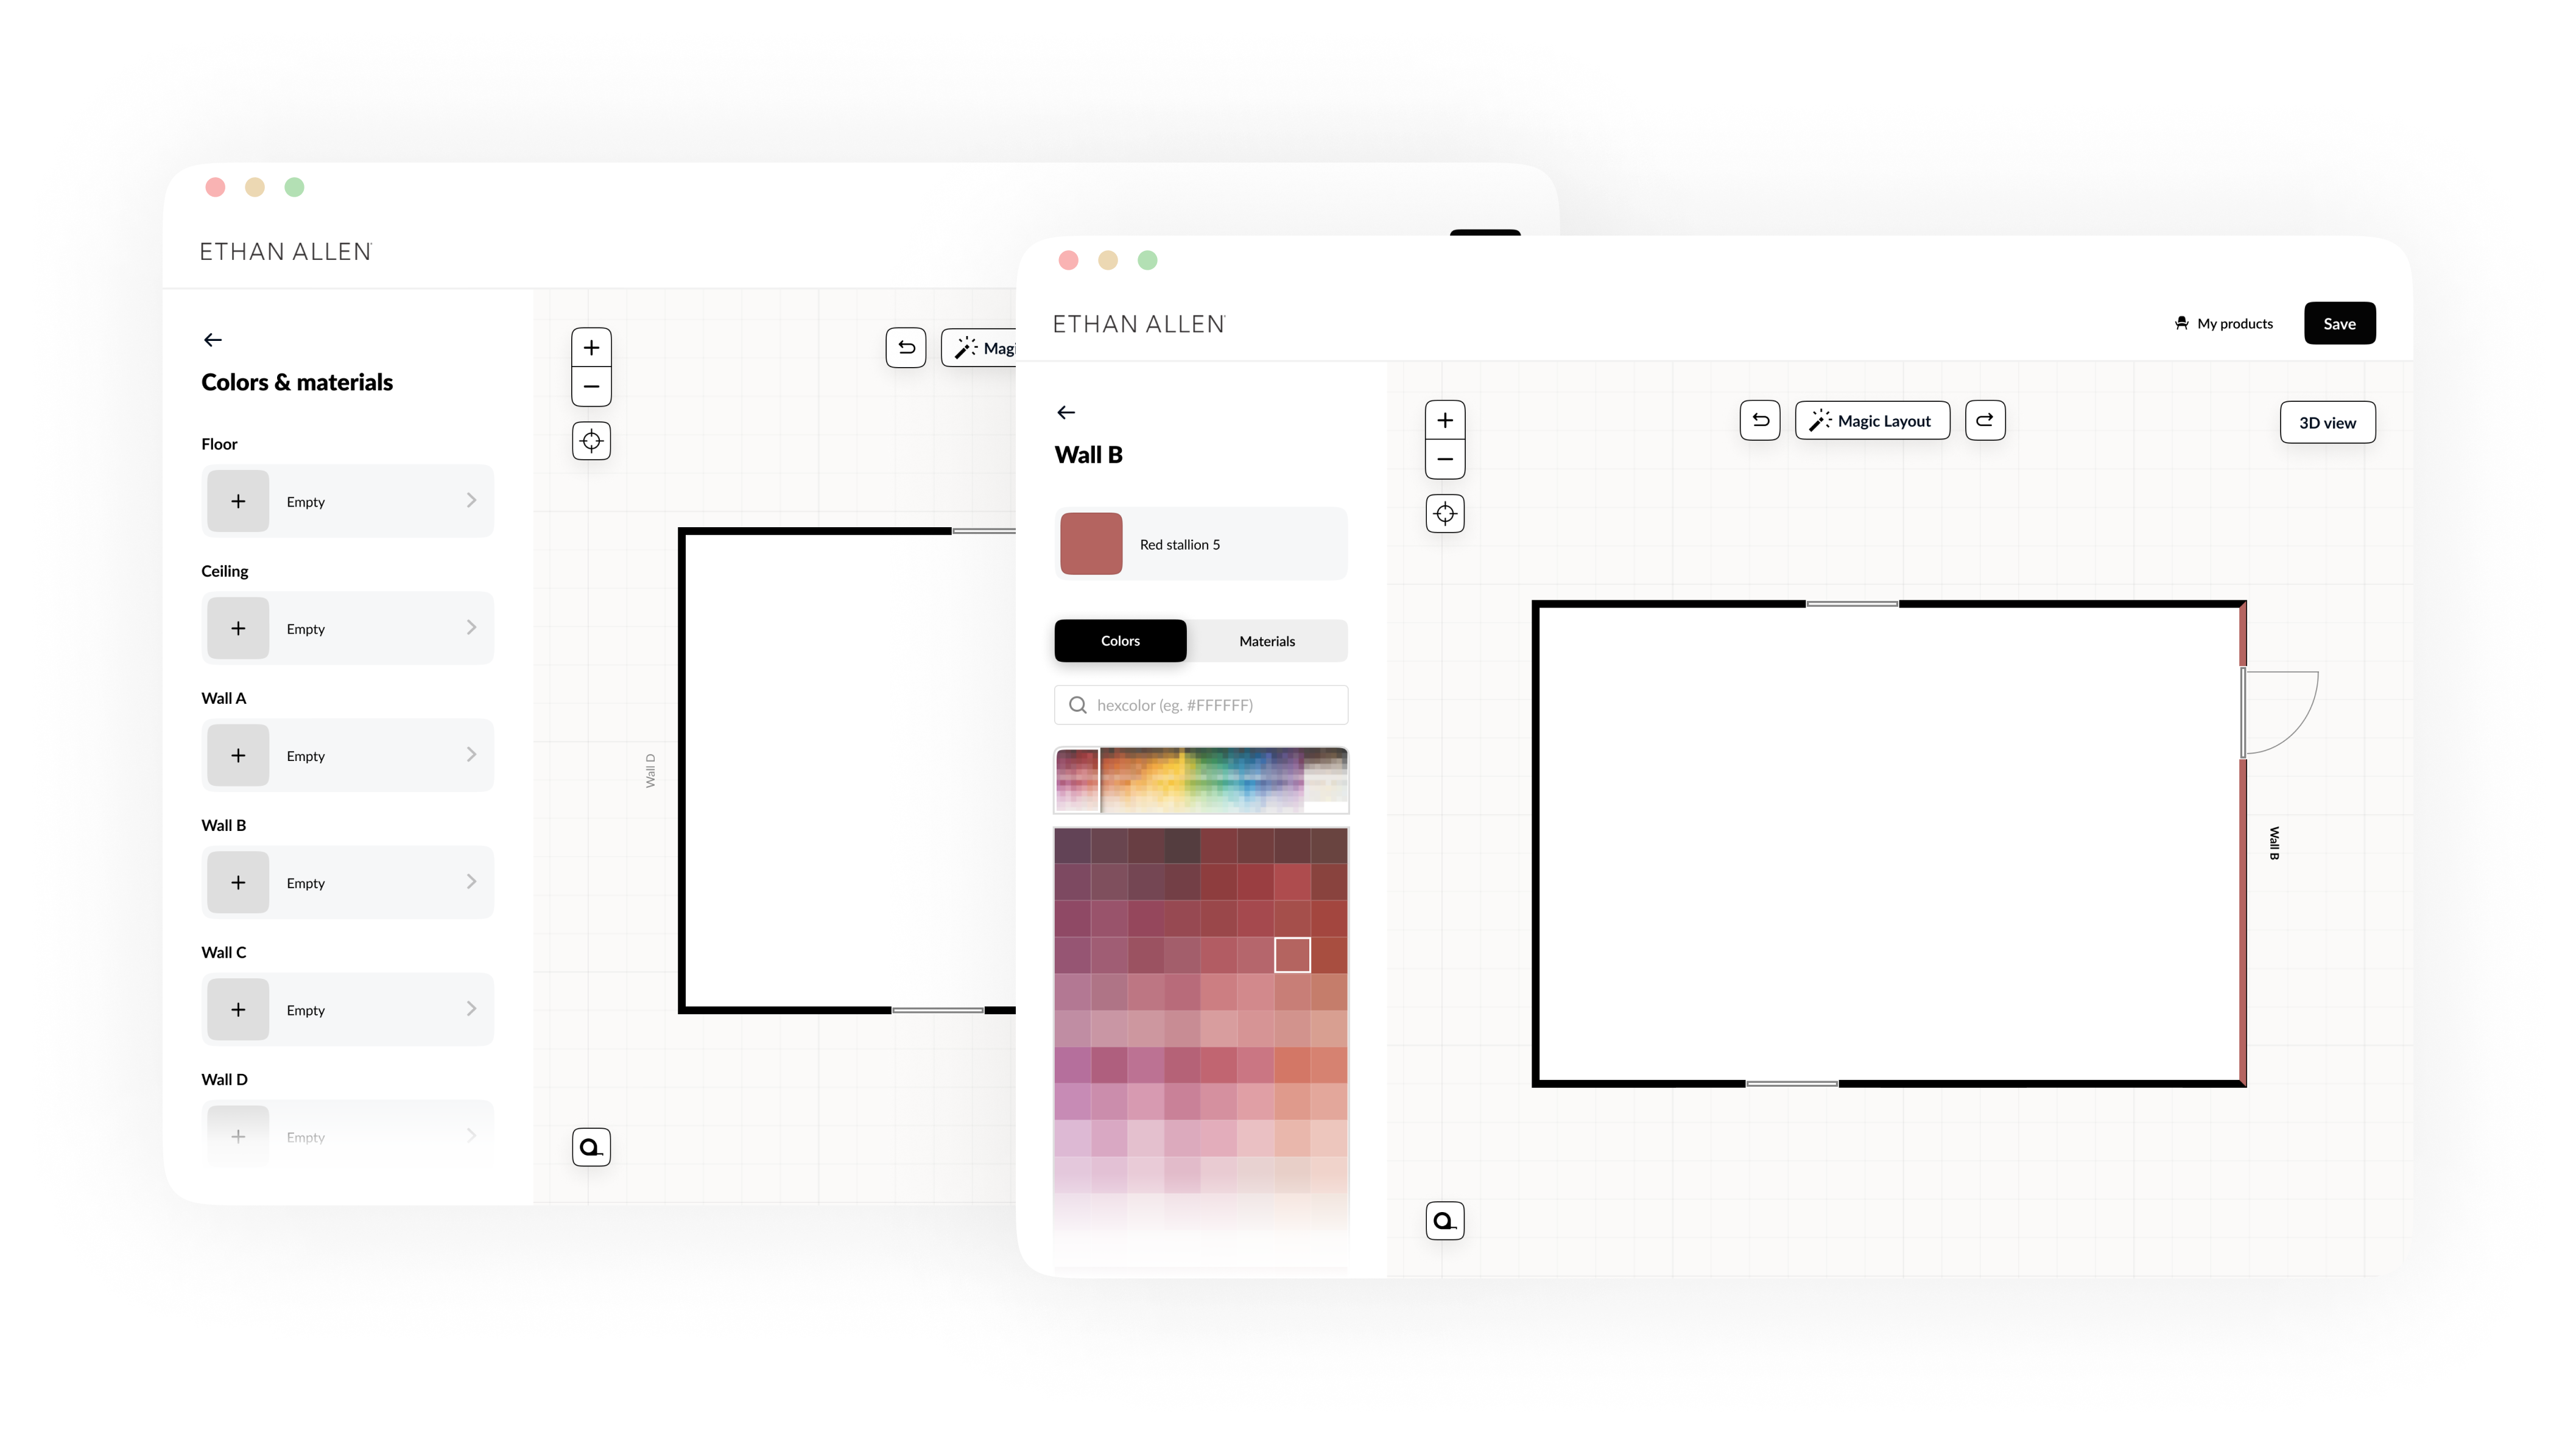 ETHAN ALLEN
Colors & materials
Floor
Empty
Ceiling
Empty
Wall A
Empty
Wall B
Empty
Wall C
Empty
Wall D
Empty
Magi
Wall D
ETHAN ALLEN
My products
Save
Wall B
Red stallion 5
Colors
Materials
hexcolor (eg. #FFFFFF)
Magic Layout
3D view
Wall B